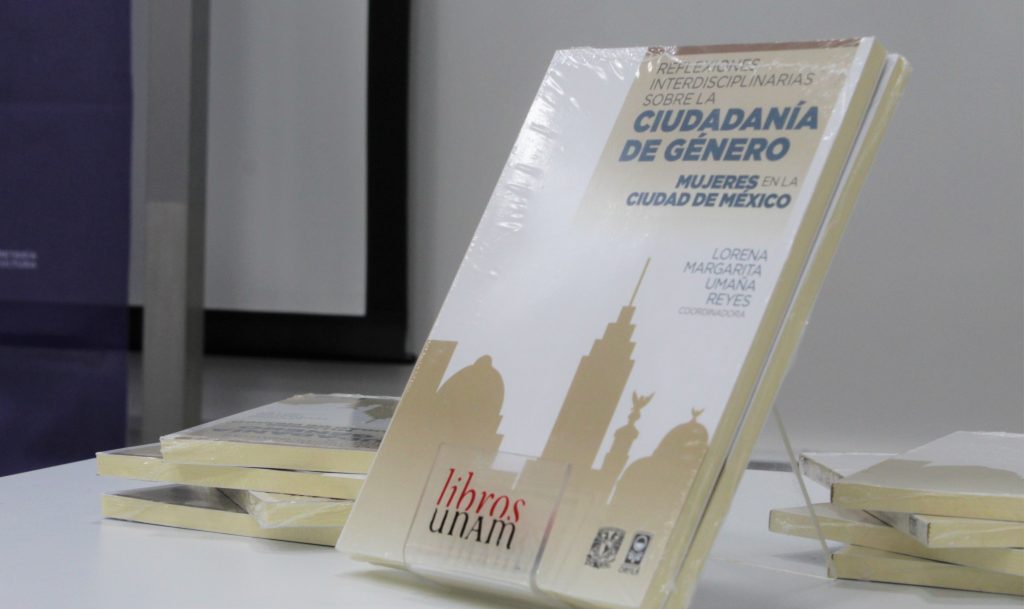 REFLEXIONES
INTERDISCIPLINARIAS
SOBRE LA
CIUDADANÍA
DE GÉNERO
MUJERES EN LA
CIUDAD DE MÉXICO
LORENA
MARGARITA
UMAÑA
REYES
COORDINADORA
libros
UNAM